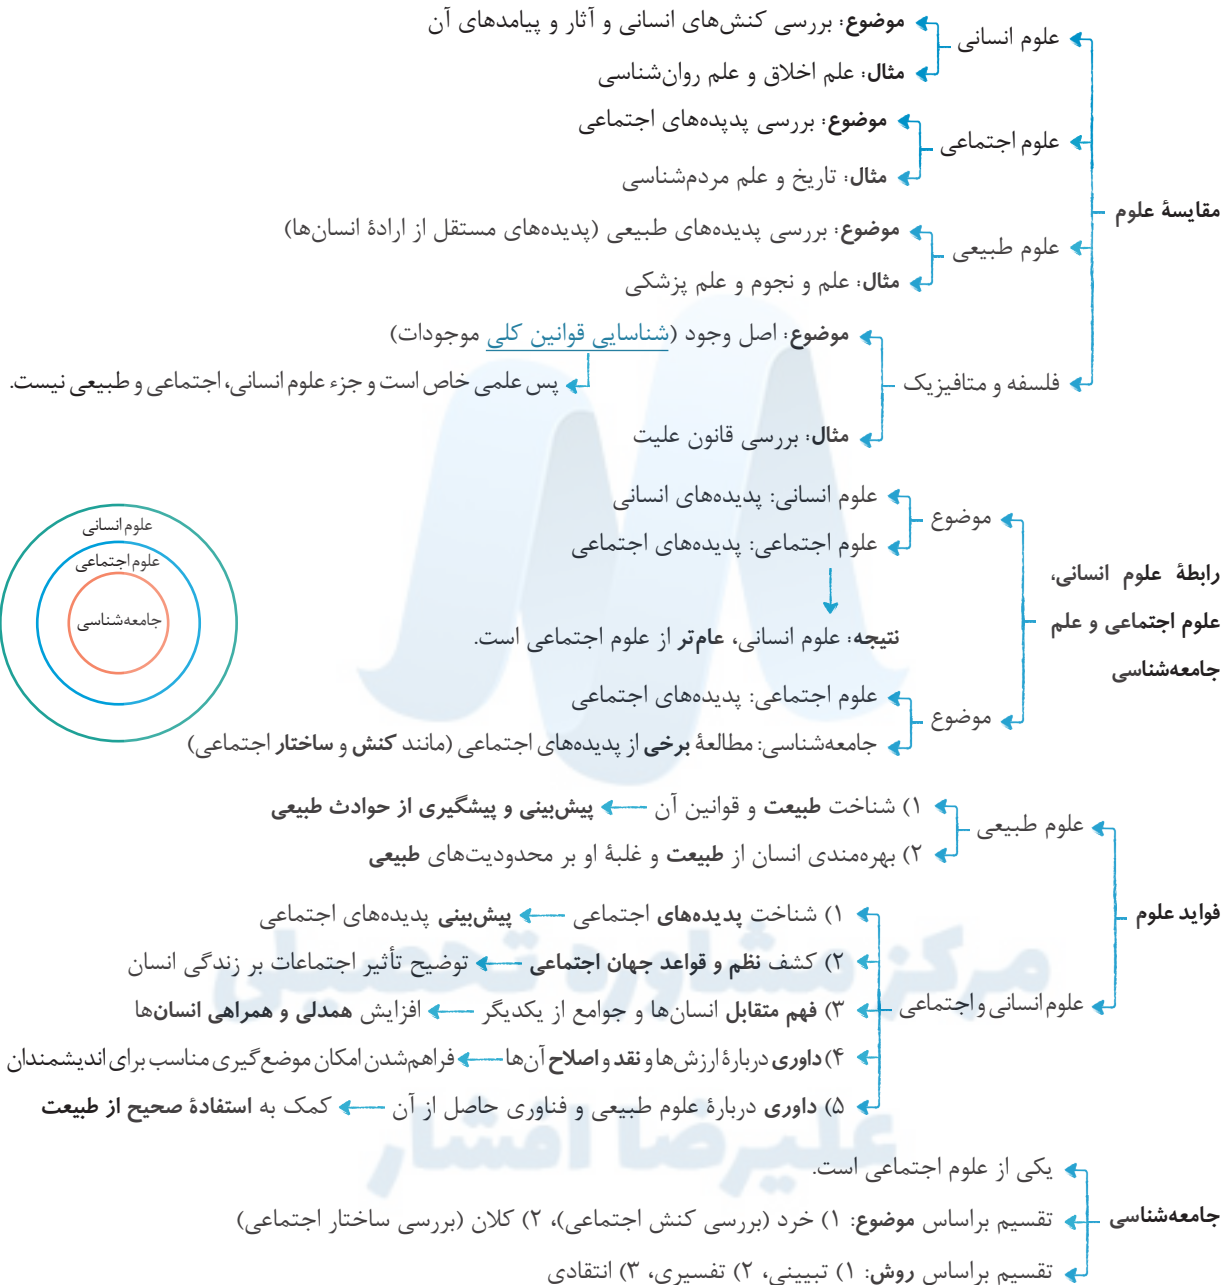 مقایسهٔ علوم
علوم انسانی
موضوع: بررسی کنش‌های انسانی و آثار و پیامدهای آن
مثال: علم اخلاق و علم روان‌شناسی
علوم اجتماعی
موضوع: بررسی پدیده‌های اجتماعی
مثال: تاریخ و علم مردم‌شناسی
علوم طبیعی
موضوع: بررسی پدیده‌های طبیعی (پدیده‌های مستقل از ارادهٔ انسان‌ها)
مثال: علم و نجوم و علم پزشکی
فلسفه و متافیزیک
موضوع: اصل وجود (شناسایی قوانین کلی موجودات)
پس علمی خاص است و جزء علوم انسانی، اجتماعی و طبیعی نیست.
مثال: بررسی قانون علیت
رابطهٔ علوم انسانی،
علوم اجتماعی و علم
جامعه‌شناسی
موضوع
علوم انسانی: پدیده‌های انسانی
علوم اجتماعی: پدیده‌های اجتماعی
نتیجه: علوم انسانی، عام‌تر از علوم اجتماعی است.
موضوع
علوم اجتماعی: پدیده‌های اجتماعی
جامعه‌شناسی: مطالعهٔ برخی از پدیده‌های اجتماعی (مانند کنش و ساختار اجتماعی)
علوم انسانی
علوم اجتماعی
جامعه‌شناسی
فواید علوم
علوم طبیعی
۱) شناخت طبیعت و قوانین آن پیش‌بینی و پیشگیری از حوادث طبیعی
۲) بهره‌مندی انسان از طبیعت و غلبهٔ او بر محدودیت‌های طبیعی
علوم انسانی و اجتماعی
۱) شناخت پدیده‌های اجتماعی پیش‌بینی پدیده‌های اجتماعی
۲) کشف نظم و قواعد جهان اجتماعی توضیح تأثیر اجتماعات بر زندگی انسان
۳) فهم متقابل انسان‌ها و جوامع از یکدیگر افزایش همدلی و همراهی انسان‌ها
۴) داوری دربارهٔ ارزش‌ها و نقد و اصلاح آن‌ها فراهم‌شدن امکان موضع‌گیری مناسب برای اندیشمندان
۵) داوری دربارهٔ علوم طبیعی و فناوری حاصل از آن کمک به استفادهٔ صحیح از طبیعت
جامعه‌شناسی
یکی از علوم اجتماعی است.
تقسیم براساس موضوع: ۱) خرد (بررسی کنش اجتماعی)، ۲) کلان (بررسی ساختار اجتماعی)
تقسیم براساس روش: ۱) تبیینی، ۲) تفسیری، ۳) انتقادی
مرکز مشاوره تحصیلی
علیرضا افشار